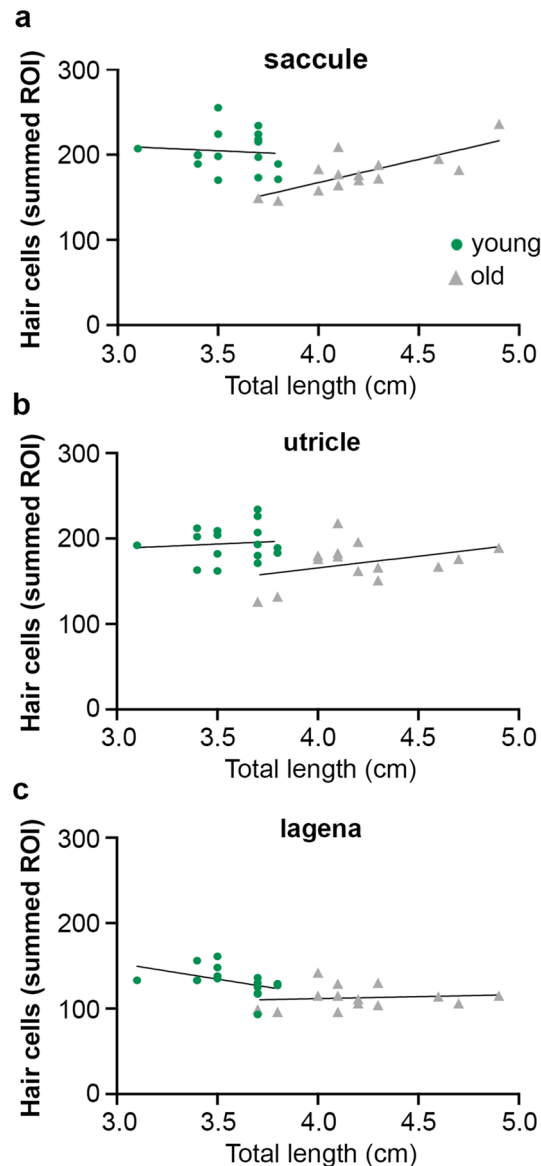 a
saccule
Hair cells (summed ROI)
300
200
100
0
young
old
3.0 3.5 4.0 4.5 5.0
Total length (cm)
b
utricle
Hair cells (summed ROI)
300
200
100
0
3.0 3.5 4.0 4.5 5.0
Total length (cm)
c
lagena
Hair cells (summed ROI)
300
200
100
0
3.0 3.5 4.0 4.5 5.0
Total length (cm)